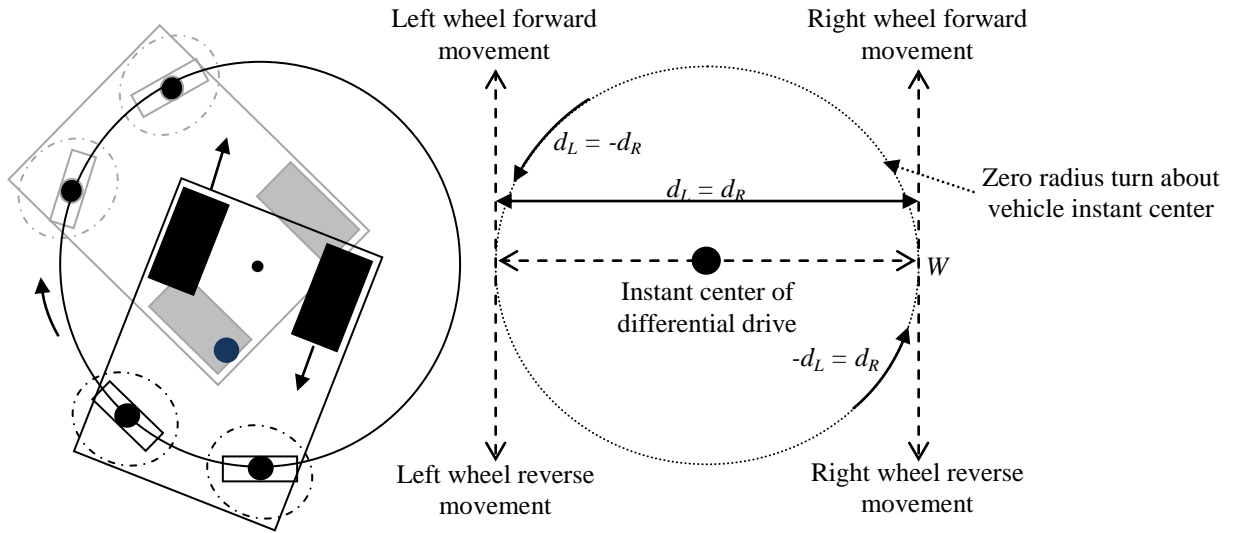 Left wheel forward
movement
Right wheel forward
movement
d_L = -d_R
d_L = d_R
Zero radius turn about
vehicle instant center
W
Instant center of
differential drive
-d_L = d_R
Left wheel reverse
movement
Right wheel reverse
movement